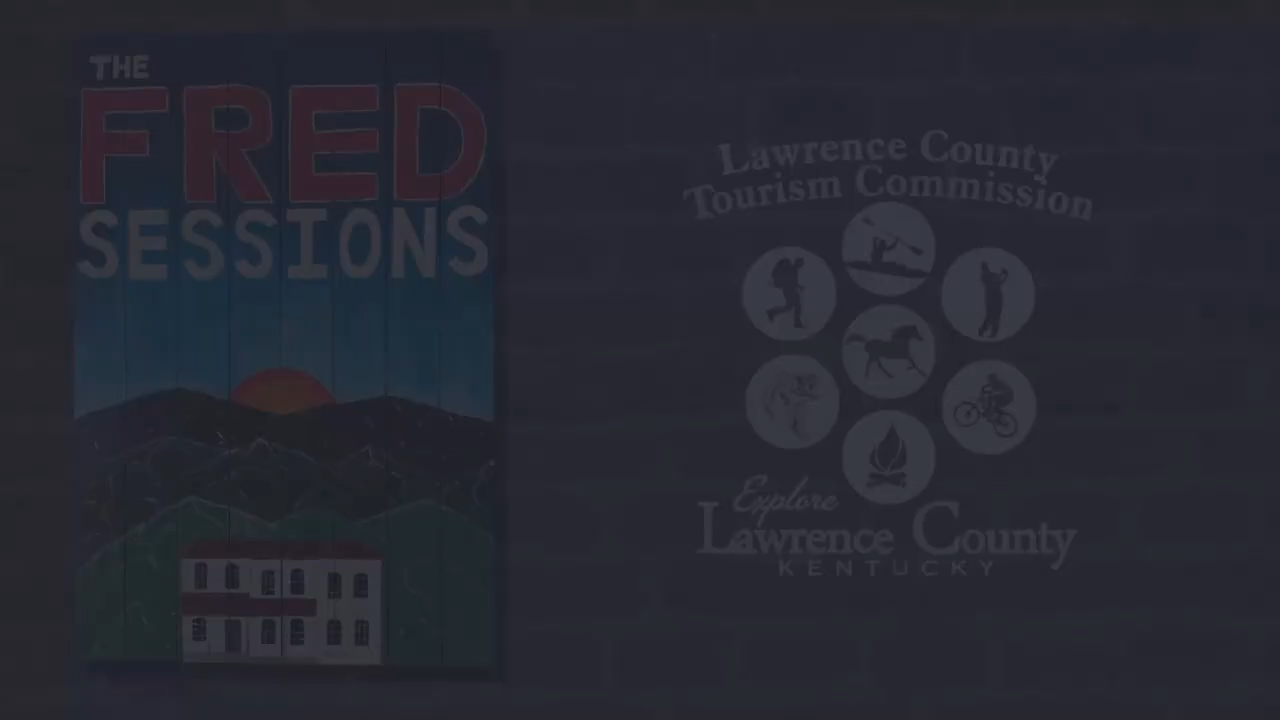 THE
FRED
SESSIONS
Lawrence County
Tourism Commission
Explore
Lawrence County
KENTUCKY